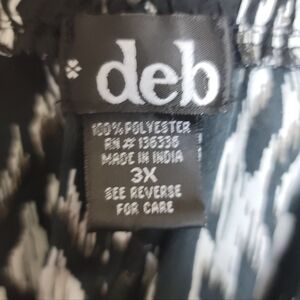 deb
100% POLYESTER
RN # 136336
MADE IN INDIA
3X
SEE REVERSE
FOR CARE